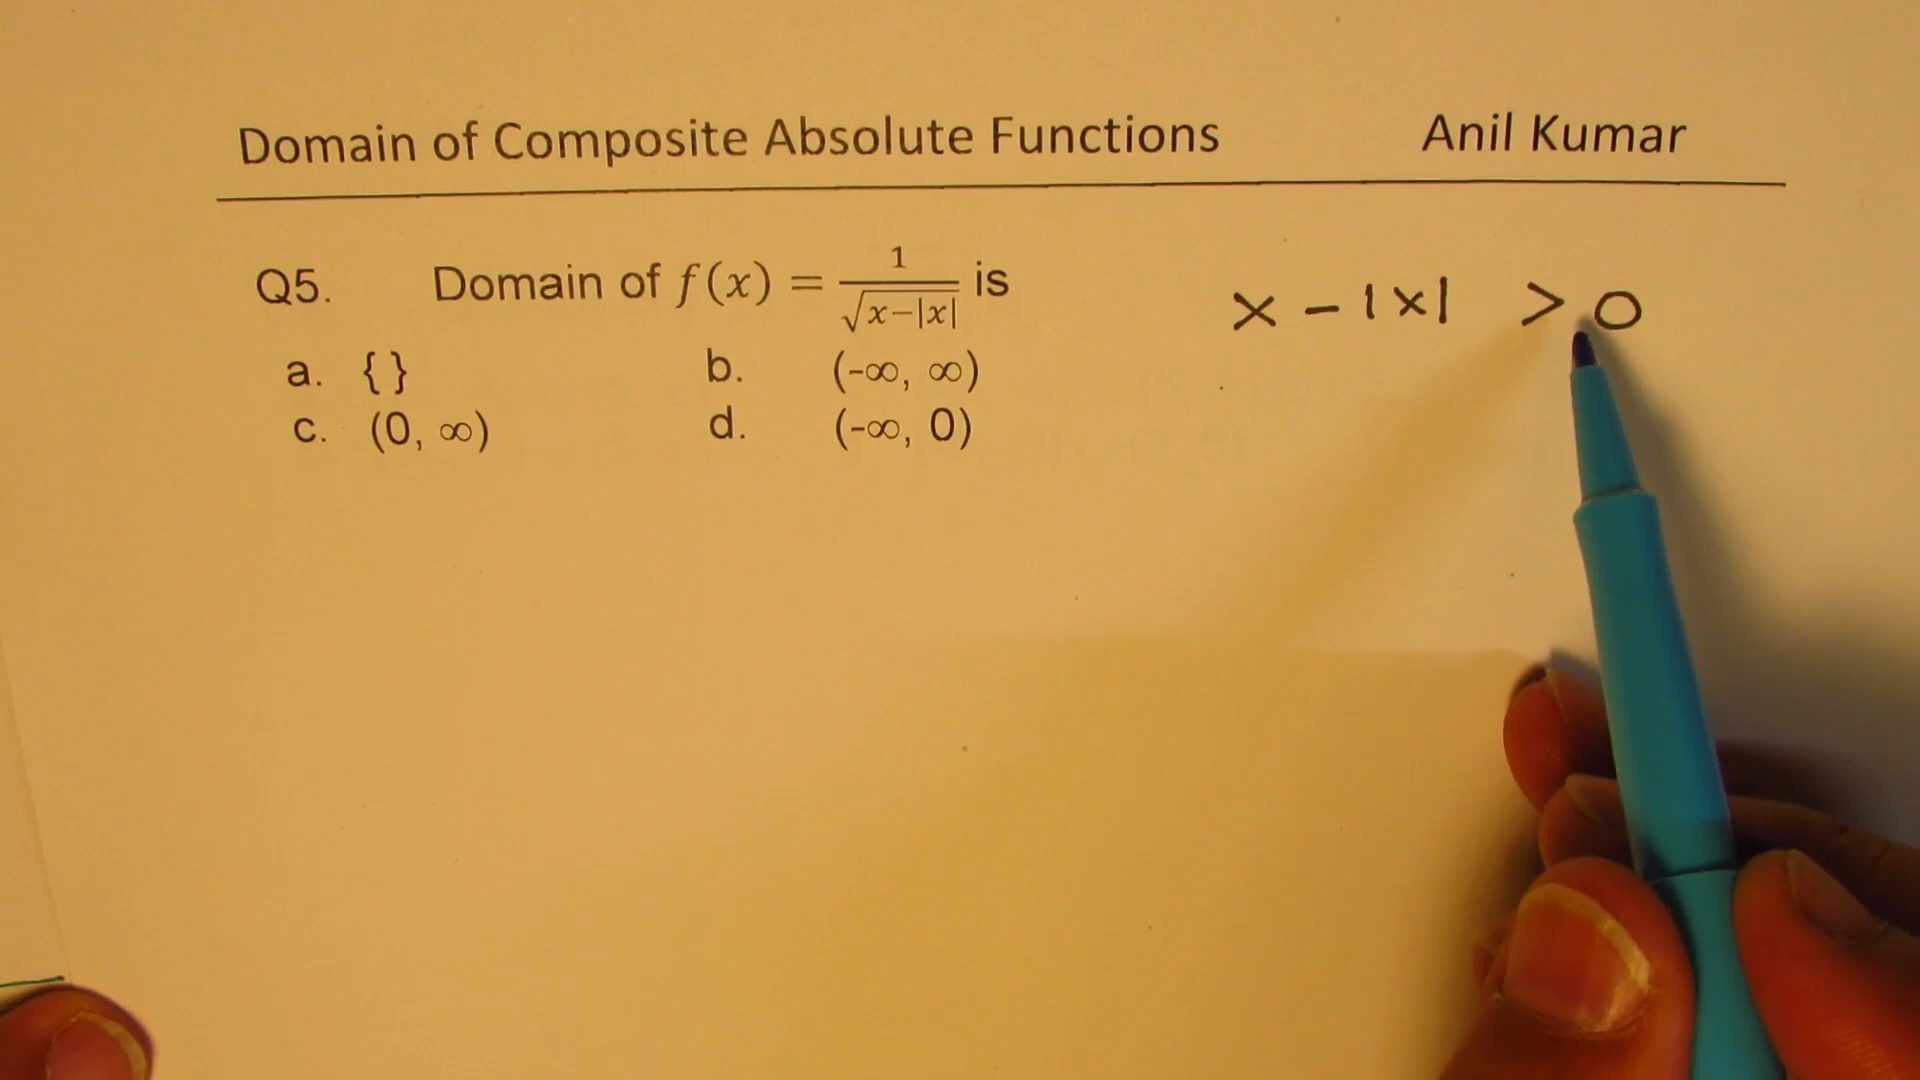 Domain of Composite Absolute Functions Anil Kumar
Q5. Domain of f(x) = 1/√(x−|x|) is
x - |x| > 0
a. { } b. (-∞, ∞)
c. (0, ∞) d. (-∞, 0)